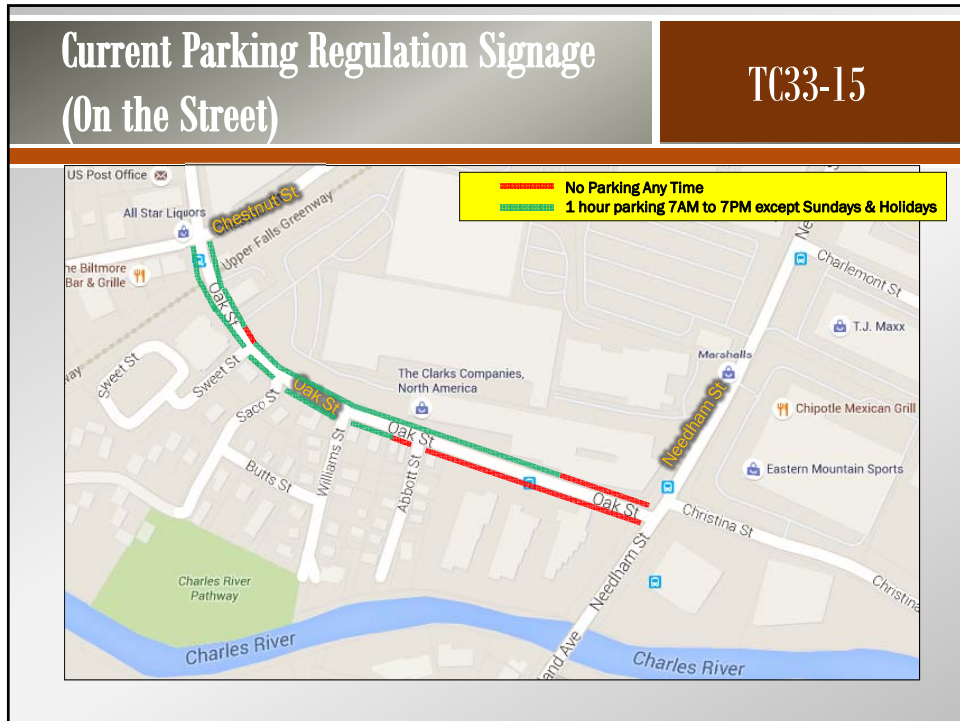 Current Parking Regulation Signage
(On the Street)
TC33-15
No Parking Any Time
1 hour parking 7AM to 7PM except Sundays & Holidays
US Post Office
All Star Liquors
Chestnut St
Upper Falls Greenway
he Biltmore
Bar & Grille
Oak St
way
Sweet St
Sweet St
Saco St
Oak St
The Clarks Companies,
North America
Oak St
Williams St
Abbott St
Butts St
Oak St
Marshalls
Needham St
Ne
Charlemont St
T.J. Maxx
Chipotle Mexican Grill
Eastern Mountain Sports
Christina St
Christina
Needham St
land Ave
Charles River
Pathway
Charles River
Charles River